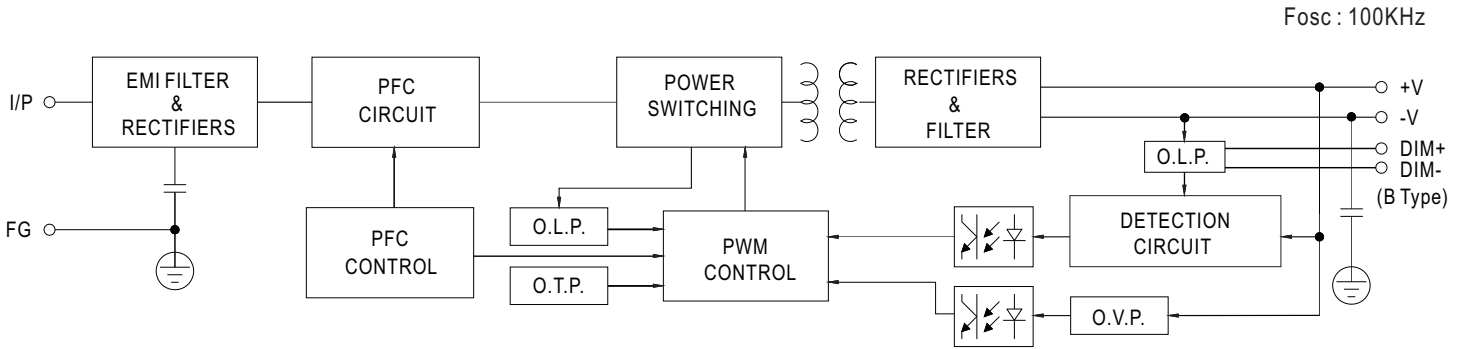 Fosc : 100KHz
I/P
EMI FILTER
&
RECTIFIERS
PFC
CIRCUIT
POWER
SWITCHING
RECTIFIERS
&
FILTER
+V
-V
DIM+
DIM-
(B Type)
O.L.P.
FG
PFC
CONTROL
O.L.P.
O.T.P.
PWM
CONTROL
DETECTION
CIRCUIT
O.V.P.